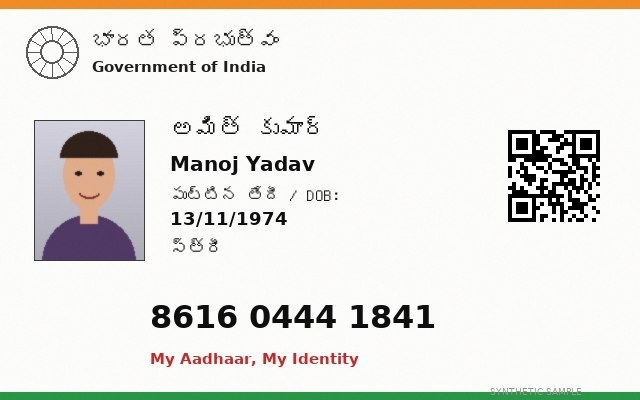 భారత ప్రభుత్వం
Government of India
అమిత్ కుమార్
Manoj Yadav
పుట్టిన తేదీ / DOB:
13/11/1974
స్త్రీ
8616 0444 1841
My Aadhaar, My Identity
SYNTHETIC SAMPLE